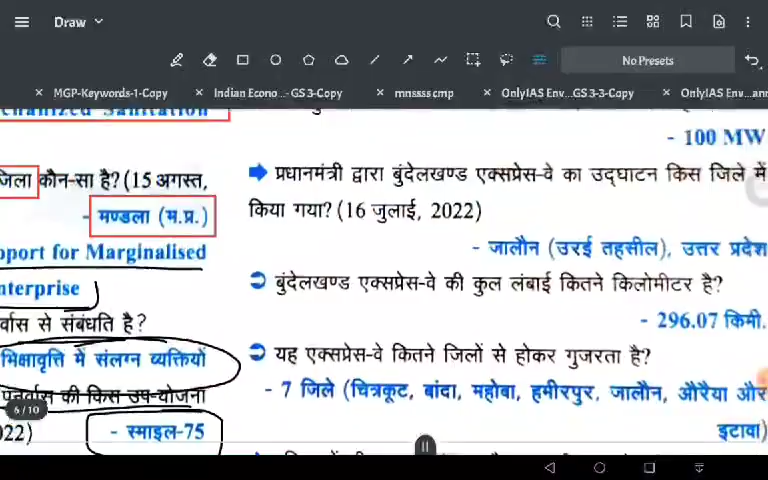 Draw
No Presets
MGP-Keywords-1-Copy
Indian Econo...-GS 3-Copy
mnssss cmp
OnlyIAS Env...GS 3-3-Copy
OnlyIAS Env...an
Sanitation
जिला कौन-सा है? (15 अगस्त,
- मण्डला (म.प्र.)
pport for Marginalised
nterprise
र्वास से संबंधति है?
भिक्षावृत्ति में संलग्न व्यक्तियों
पुनर्वास की किस उप-योजना
6 / 10
022)
- स्माइल-75
- 100 MW
प्रधानमंत्री द्वारा बुंदेलखण्ड एक्सप्रेस-वे का उद्घाटन किस जिले में
किया गया? (16 जुलाई, 2022)
- जालौन (उरई तहसील), उत्तर प्रदेश
बुंदेलखण्ड एक्सप्रेस-वे की कुल लंबाई कितने किलोमीटर है?
- 296.07 किमी.
यह एक्सप्रेस-वे कितने जिलों से होकर गुजरता है?
- 7 जिले (चित्रकूट, बांदा, महोबा, हमीरपुर, जालौन, औरैया और
इटावा)